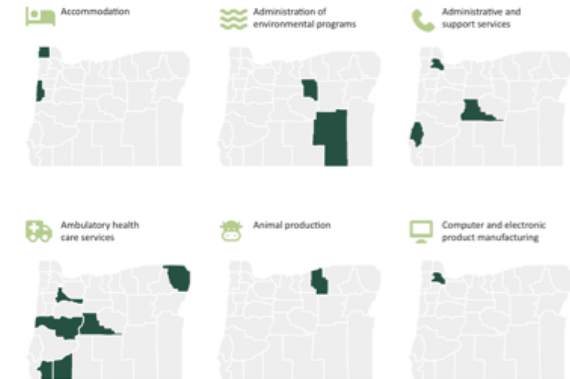 Accommodation
Administration of
environmental programs
Administrative and
support services
Ambulatory health
care services
Animal production
Computer and electronic
product manufacturing